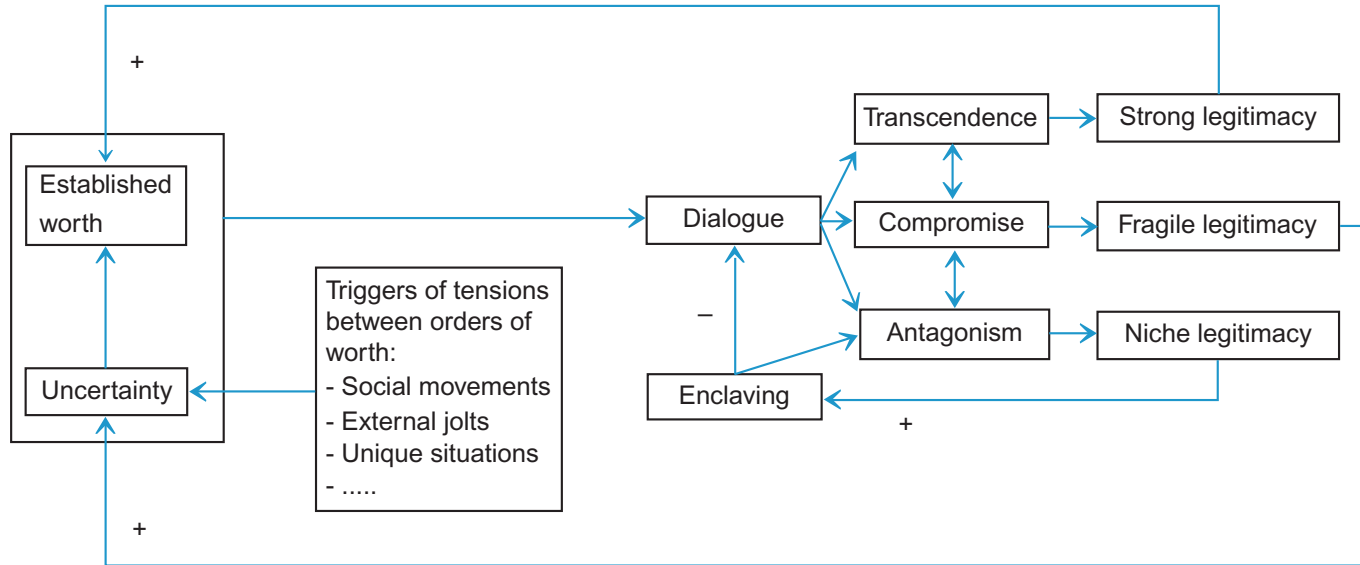 +
Transcendence
Strong legitimacy
Established
worth
Dialogue
Compromise
Fragile legitimacy
Triggers of tensions
between orders of
worth:
- Social movements
- External jolts
- Unique situations
- .....
–
Antagonism
Niche legitimacy
Uncertainty
Enclaving
+
+